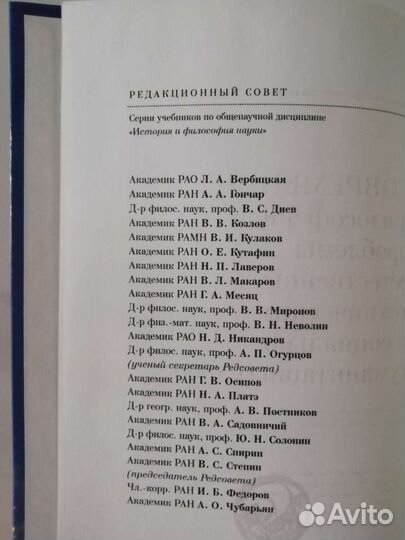 РЕДАКЦИОННЫЙ СОВЕТ
Серии учебников по общенаучной дисциплине
«История и философия науки»
Академик РАО Л. А. Вербицкая
Академик РАН А. А. Гончар
Д-р филос. наук, проф. В. С. Диев
Академик РАН В. В. Козлов
Академик РАМН В. И. Кулаков
Академик РАН О. Е. Кутафин
Академик РАН Н. П. Лаверов
Академик РАН В. Л. Макаров
Академик РАН Г. А. Месяц
Д-р филос. наук, проф. В. В. Миронов
Д-р физ.-мат. наук, проф. В. Н. Неволин
Академик РАО Н. Д. Никандров
Д-р филос. наук, проф. А. П. Огурцов
(ученый секретарь Редсовета)
Академик РАН Г. В. Осипов
Академик РАН Н. А. Платэ
Д-р геогр. наук, проф. А. В. Постников
Академик РАН В. А. Садовничий
Д-р филос. наук, проф. Ю. Н. Солонин
Академик РАН А. С. Спирин
Академик РАН В. С. Степин
(председатель Редсовета)
Чл.-корр. РАН И. Б. Федоров
Академик РАН А. О. Чубарьян
Avito